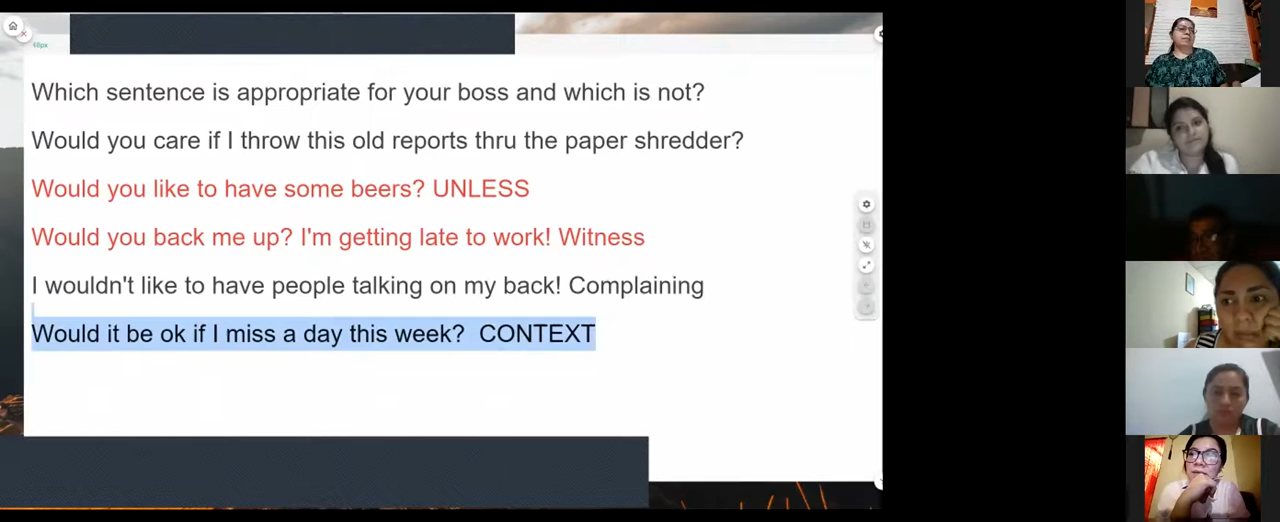 48px
Which sentence is appropriate for your boss and which is not?
Would you care if I throw this old reports thru the paper shredder?
Would you like to have some beers? UNLESS
Would you back me up? I'm getting late to work! Witness
I wouldn't like to have people talking on my back! Complaining
Would it be ok if I miss a day this week?  CONTEXT